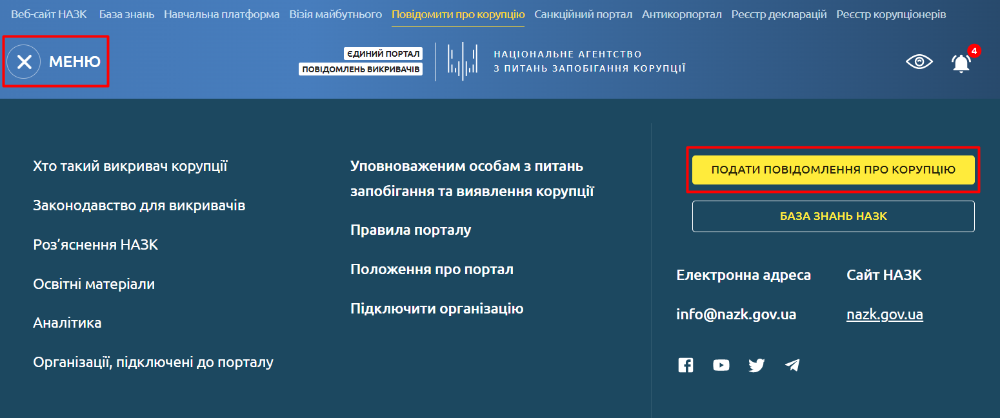 Веб-сайт НАЗК База знань Навчальна платформа Візія майбутнього Повідомити про корупцію Санкційний портал Антикорпортал Реєстр декларацій Реєстр корупціонерів
МЕНЮ
ЄДИНИЙ ПОРТАЛ
ПОВІДОМЛЕНЬ ВИКРИВАЧІВ
НАЦІОНАЛЬНЕ АГЕНТСТВО
З ПИТАНЬ ЗАПОБІГАННЯ КОРУПЦІЇ
4
Хто такий викривач корупції
Законодавство для викривачів
Роз’яснення НАЗК
Освітні матеріали
Аналітика
Організації, підключені до порталу
Уповноваженим особам з питань
запобігання та виявлення корупції
Правила порталу
Положення про портал
Підключити організацію
ПОДАТИ ПОВІДОМЛЕННЯ ПРО КОРУПЦІЮ
БАЗА ЗНАНЬ НАЗК
Електронна адреса
info@nazk.gov.ua
Сайт НАЗК
nazk.gov.ua